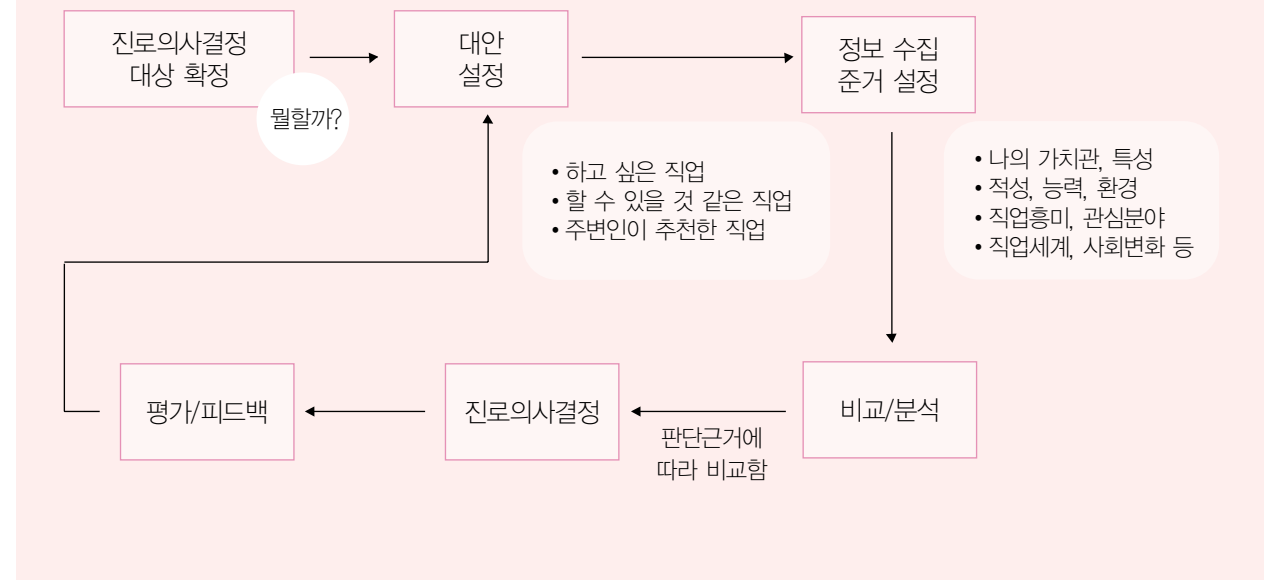 진로의사결정
대상 확정
뭘할까?
대안
설정
정보 수집
준거 설정
• 하고 싶은 직업
• 할 수 있을 것 같은 직업
• 주변인이 추천한 직업
• 나의 가치관, 특성
• 적성, 능력, 환경
• 직업흥미, 관심분야
• 직업세계, 사회변화 등
비교/분석
판단근거에
따라 비교함
진로의사결정
평가/피드백